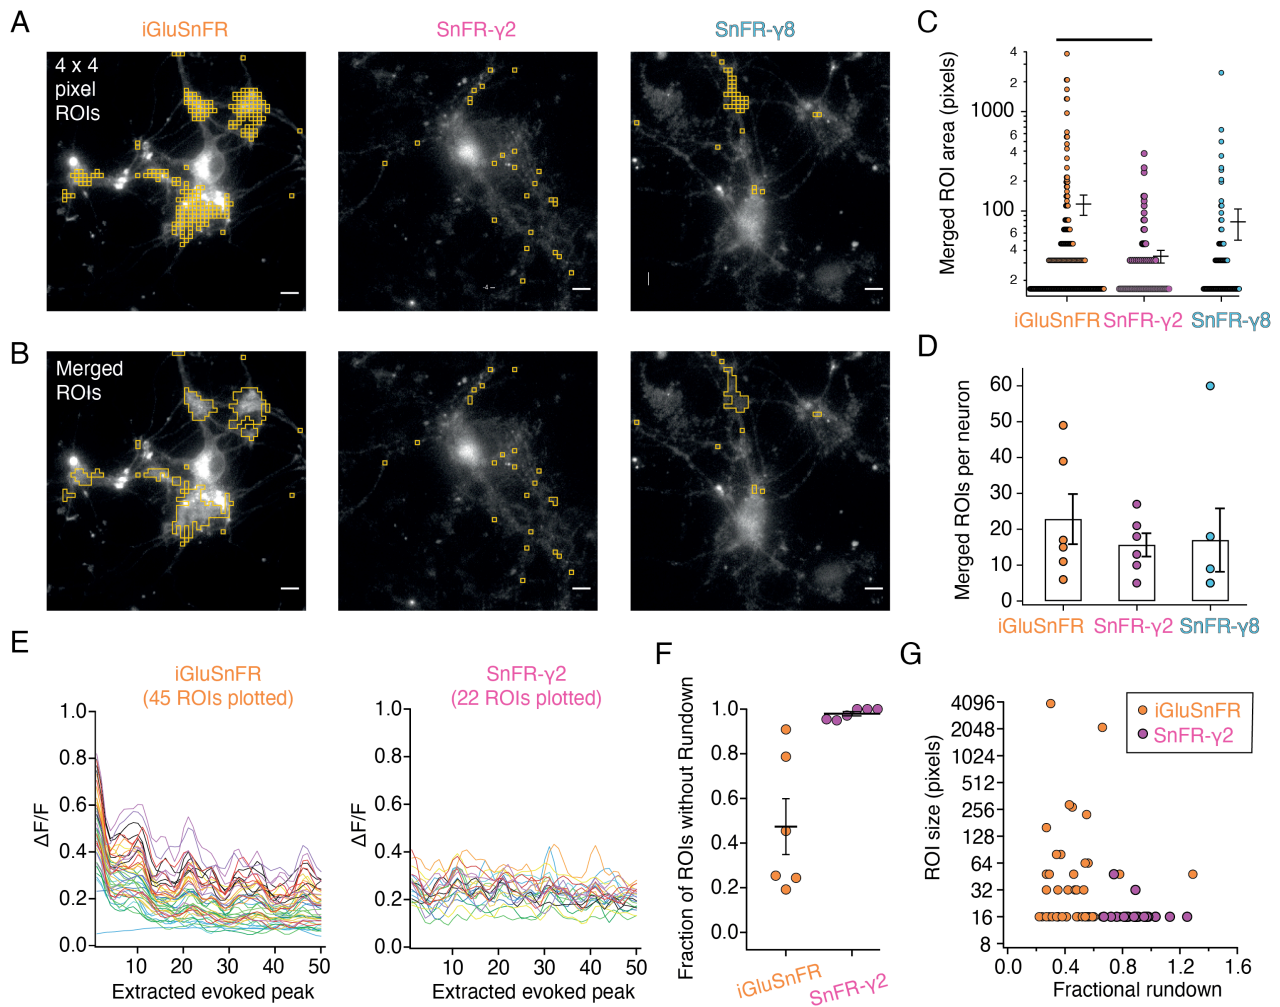 A
iGluSnFR
SnFR-γ2
SnFR-γ8
4 x 4
pixel
ROIs
-4 –
B
Merged
ROIs
C
Merged ROI area (pixels)
4
2
1000
6
4
2
100
6
4
2
iGluSnFR SnFR-γ2 SnFR-γ8
D
Merged ROIs per neuron
60
50
40
30
20
10
0
iGluSnFR SnFR-γ2 SnFR-γ8
E
iGluSnFR
(45 ROIs plotted)
ΔF/F
1.0
0.8
0.6
0.4
0.2
0.0
10 20 30 40 50
Extracted evoked peak
SnFR-γ2
(22 ROIs plotted)
ΔF/F
1.0
0.8
0.6
0.4
0.2
0.0
10 20 30 40 50
Extracted evoked peak
F
Fraction of ROIs without Rundown
1.0
0.8
0.6
0.4
0.2
0.0
iGluSnFR
SnFR-γ2
G
ROI size (pixels)
4096
2048
1024
512
256
128
64
32
16
8
iGluSnFR
SnFR-γ2
0.0 0.4 0.8 1.2 1.6
Fractional rundown